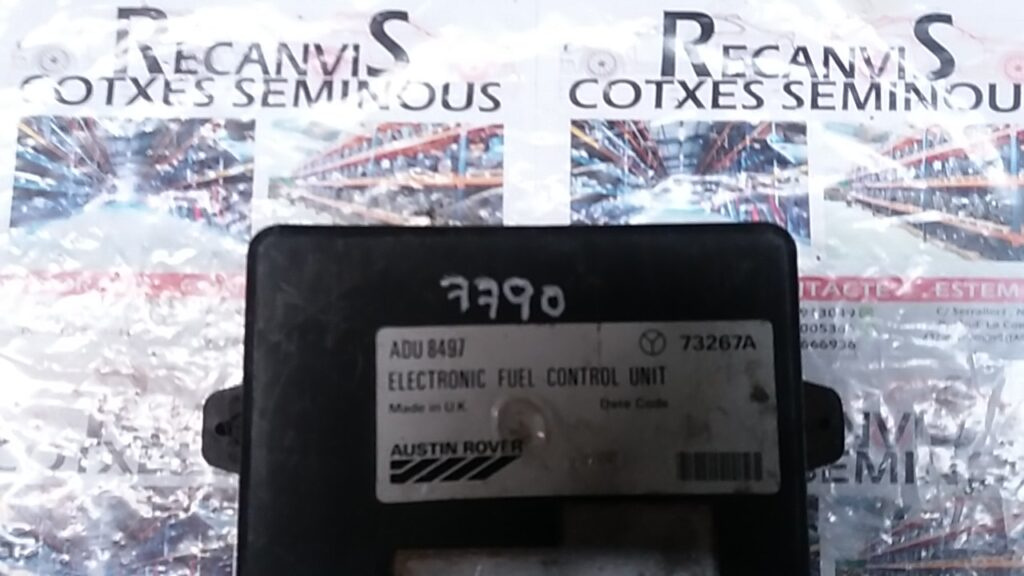 RECANVIS RECANVIS
COTXES SEMINOUS COTXES SEMINOU
7790
ADU 8497 73267A
ELECTRONIC FUEL CONTROL UNIT
Made in U.K Date Code
AUSTIN ROVER